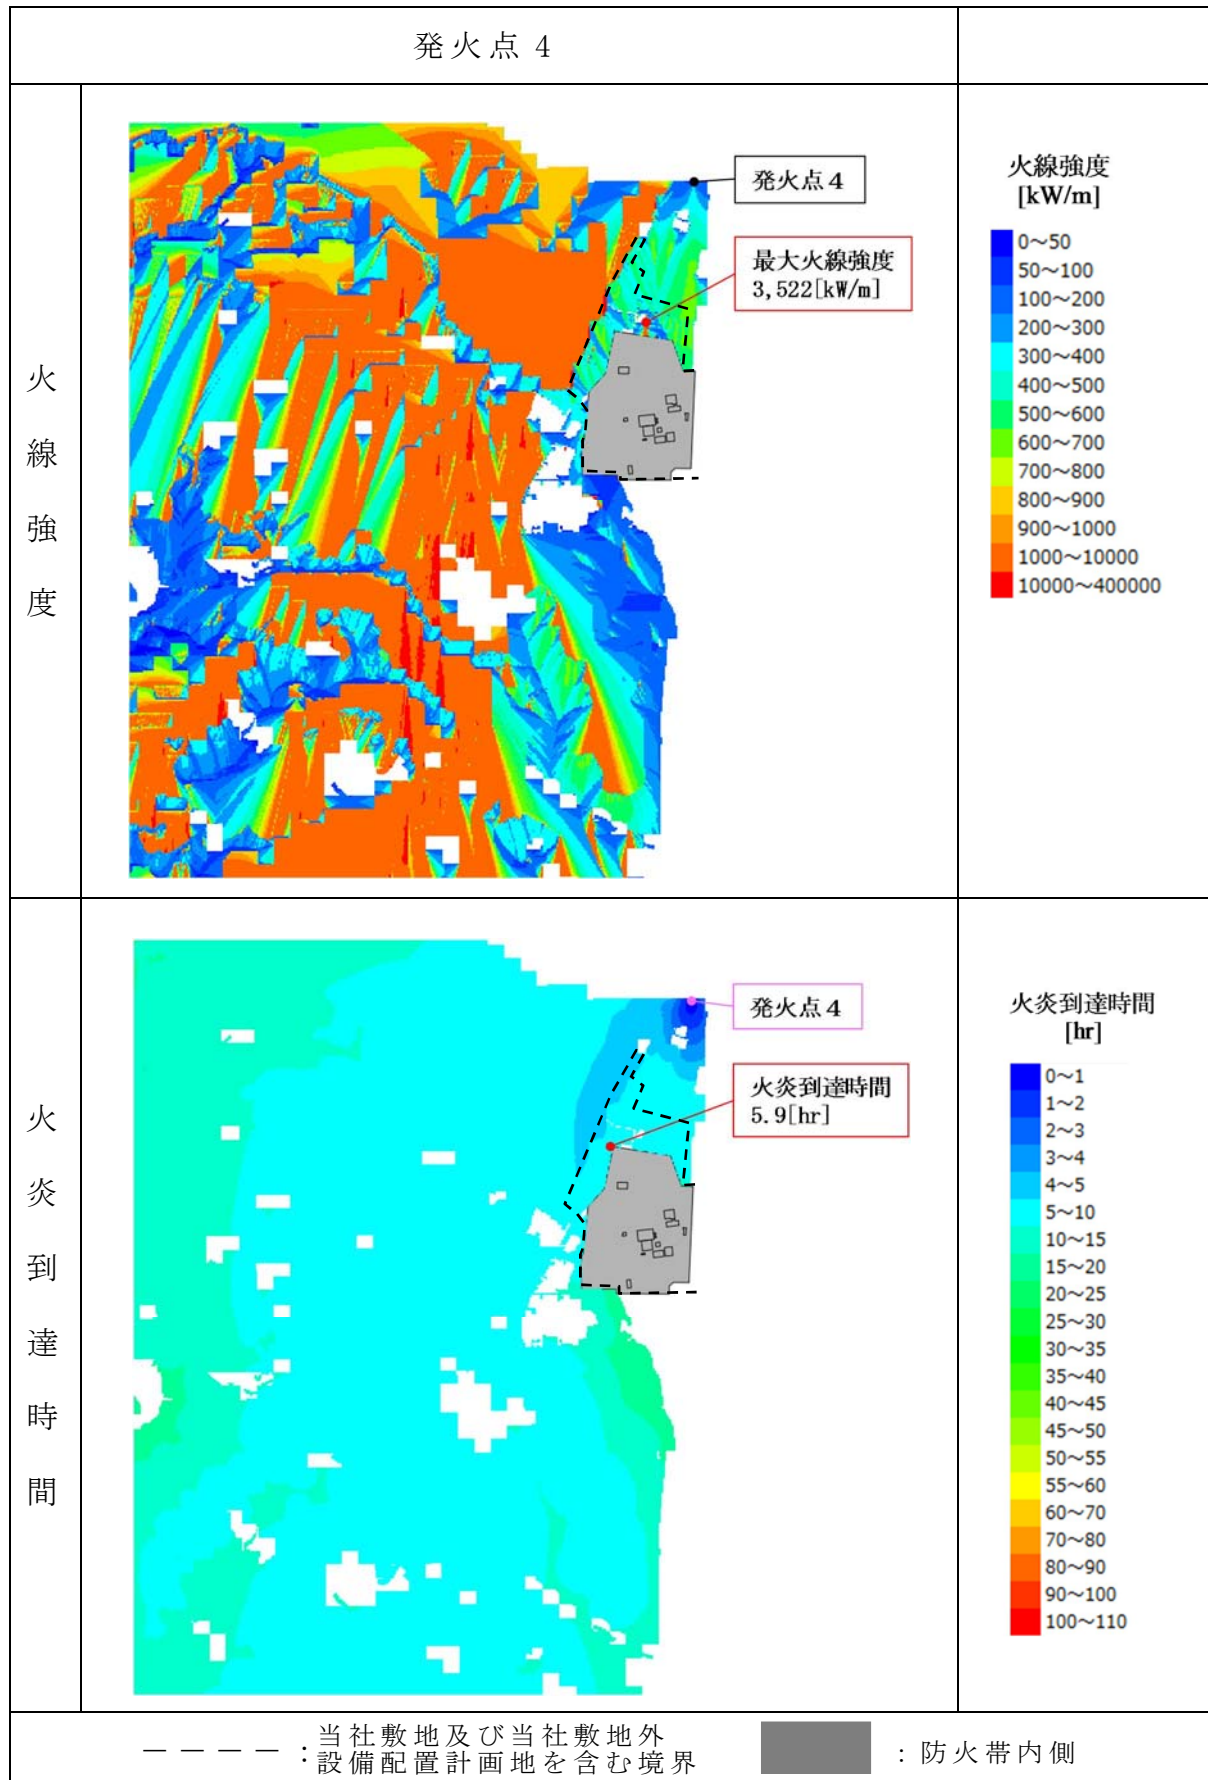 発火点 4
火線強度
発火点4
最大火線強度
3,522[kW/m]
火線強度
[kW/m]
0～50
50～100
100～200
200～300
300～400
400～500
500～600
600～700
700～800
800～900
900～1000
1000～10000
10000～400000
火炎到達時間
発火点4
火炎到達時間
5.9[hr]
火炎到達時間
[hr]
0～1
1～2
2～3
3～4
4～5
5～10
10～15
15～20
20～25
25～30
30～35
35～40
40～45
45～50
50～55
55～60
60～70
70～80
80～90
90～100
100～110
：当社敷地及び当社敷地外
設備配置計画地を含む境界
：防火帯内側